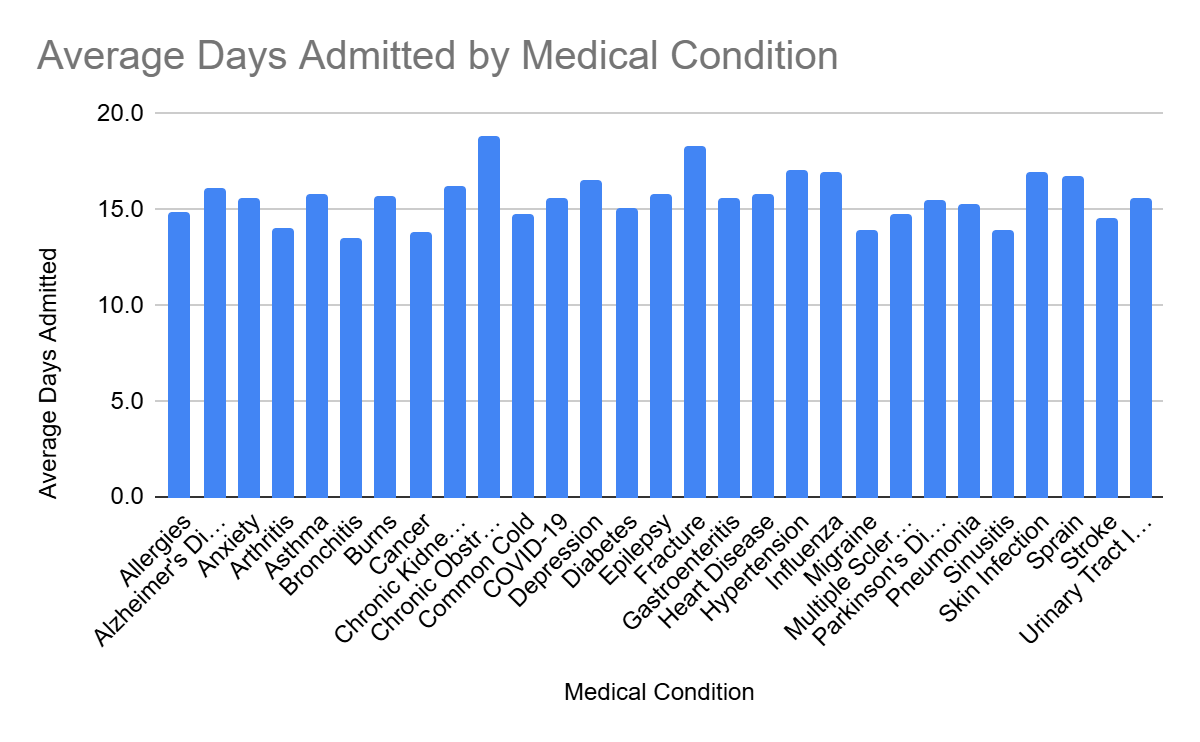 Average Days Admitted by Medical Condition
20.0
15.0
10.0
5.0
0.0
Average Days Admitted
Allergies
Alzheimer's Di...
Anxiety
Arthritis
Asthma
Bronchitis
Burns
Cancer
Chronic Kidne...
Chronic Obstr...
Common Cold
COVID-19
Depression
Diabetes
Epilepsy
Fracture
Gastroenteritis
Heart Disease
Hypertension
Influenza
Migraine
Multiple Scler...
Parkinson's Di...
Pneumonia
Sinusitis
Skin Infection
Sprain
Stroke
Urinary Tract I...
Medical Condition